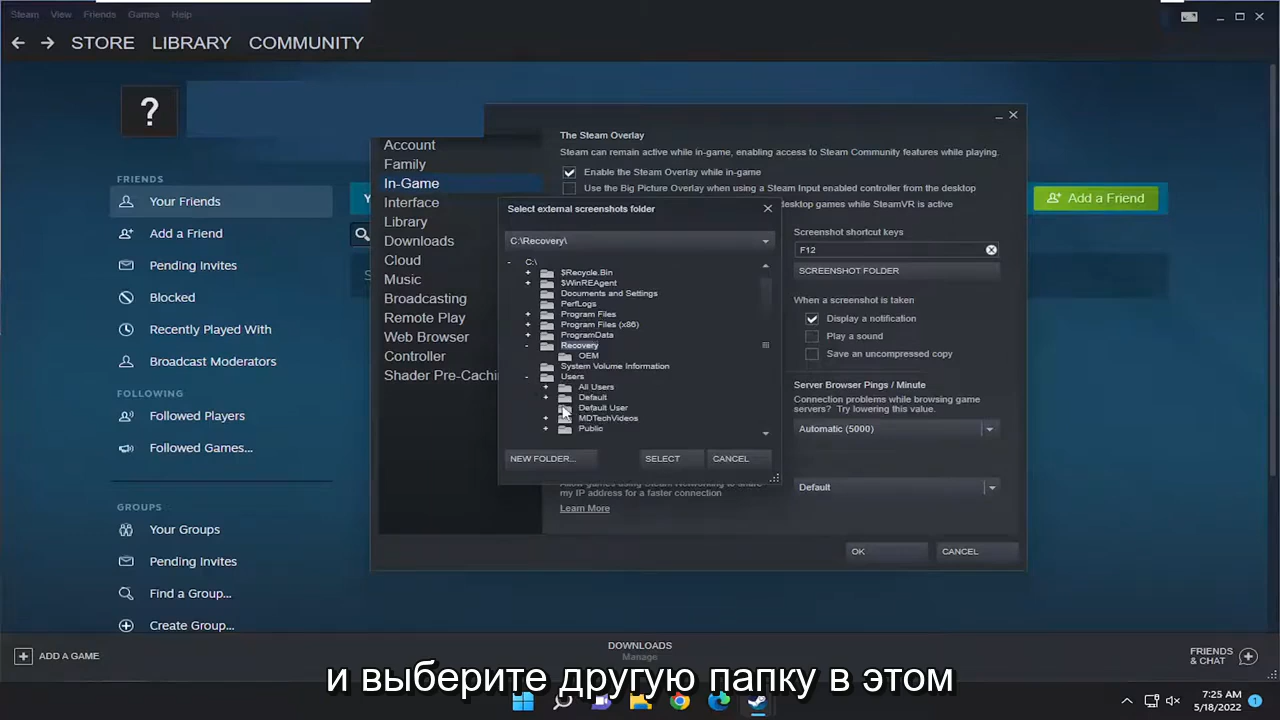 Steam View Friends Games Help
STORE LIBRARY COMMUNITY
?
FRIENDS
Your Friends
Add a Friend
Pending Invites
Blocked
Recently Played With
Broadcast Moderators
Followed Players
Followed Games...
GROUPS
Your Groups
Pending Invites
Find a Group...
Create Group...
Y
S
Add a Friend
Account
Family
In-Game
Interface
Library
Downloads
Cloud
Music
Broadcasting
Remote Play
Web Browser
Controller
Shader Pre-Cachin
The Steam Overlay
Steam can remain active while in-game, enabling access to Steam Community features while playing.
Enable the Steam Overlay while in-game
Use the Big Picture Overlay when using a Steam Input enabled controller from the desktop
desktop games while SteamVR is active
Select external screenshots folder
C:\Recovery\
C:\
$Recycle.Bin
$WinREAgent
Documents and Settings
PerfLogs
Program Files
Program Files (x86)
ProgramData
Recovery
OEM
System Volume Information
Users
All Users
Default
Default User
MDTechVideos
Public
NEW FOLDER... SELECT CANCEL
Screenshot shortcut keys
F12
SCREENSHOT FOLDER
When a screenshot is taken
Display a notification
Play a sound
Save an uncompressed copy
Server Browser Pings / Minute
Connection problems while browsing game
servers? Try lowering this value.
Automatic (5000)
Allow games using Steam Networking to share
my IP address for a faster connection
Learn More
Default
OK CANCEL
ADD A GAME
DOWNLOADS
Manage
FRIENDS
& CHAT
и выберите другую папку в этом
7:25 AM
5/18/2022
1